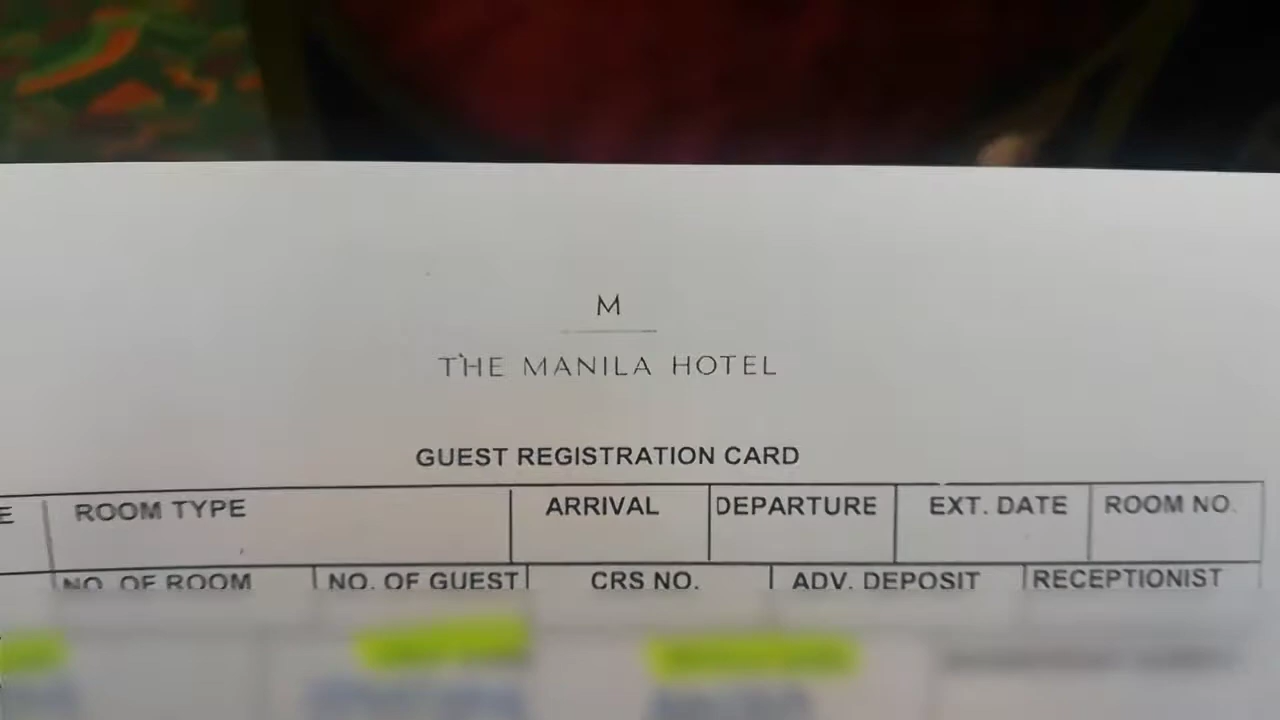 M
THE MANILA HOTEL
GUEST REGISTRATION CARD
E ROOM TYPE ARRIVAL DEPARTURE EXT. DATE ROOM NO.
NO. OF ROOM NO. OF GUEST CRS NO. ADV. DEPOSIT RECEPTIONIST